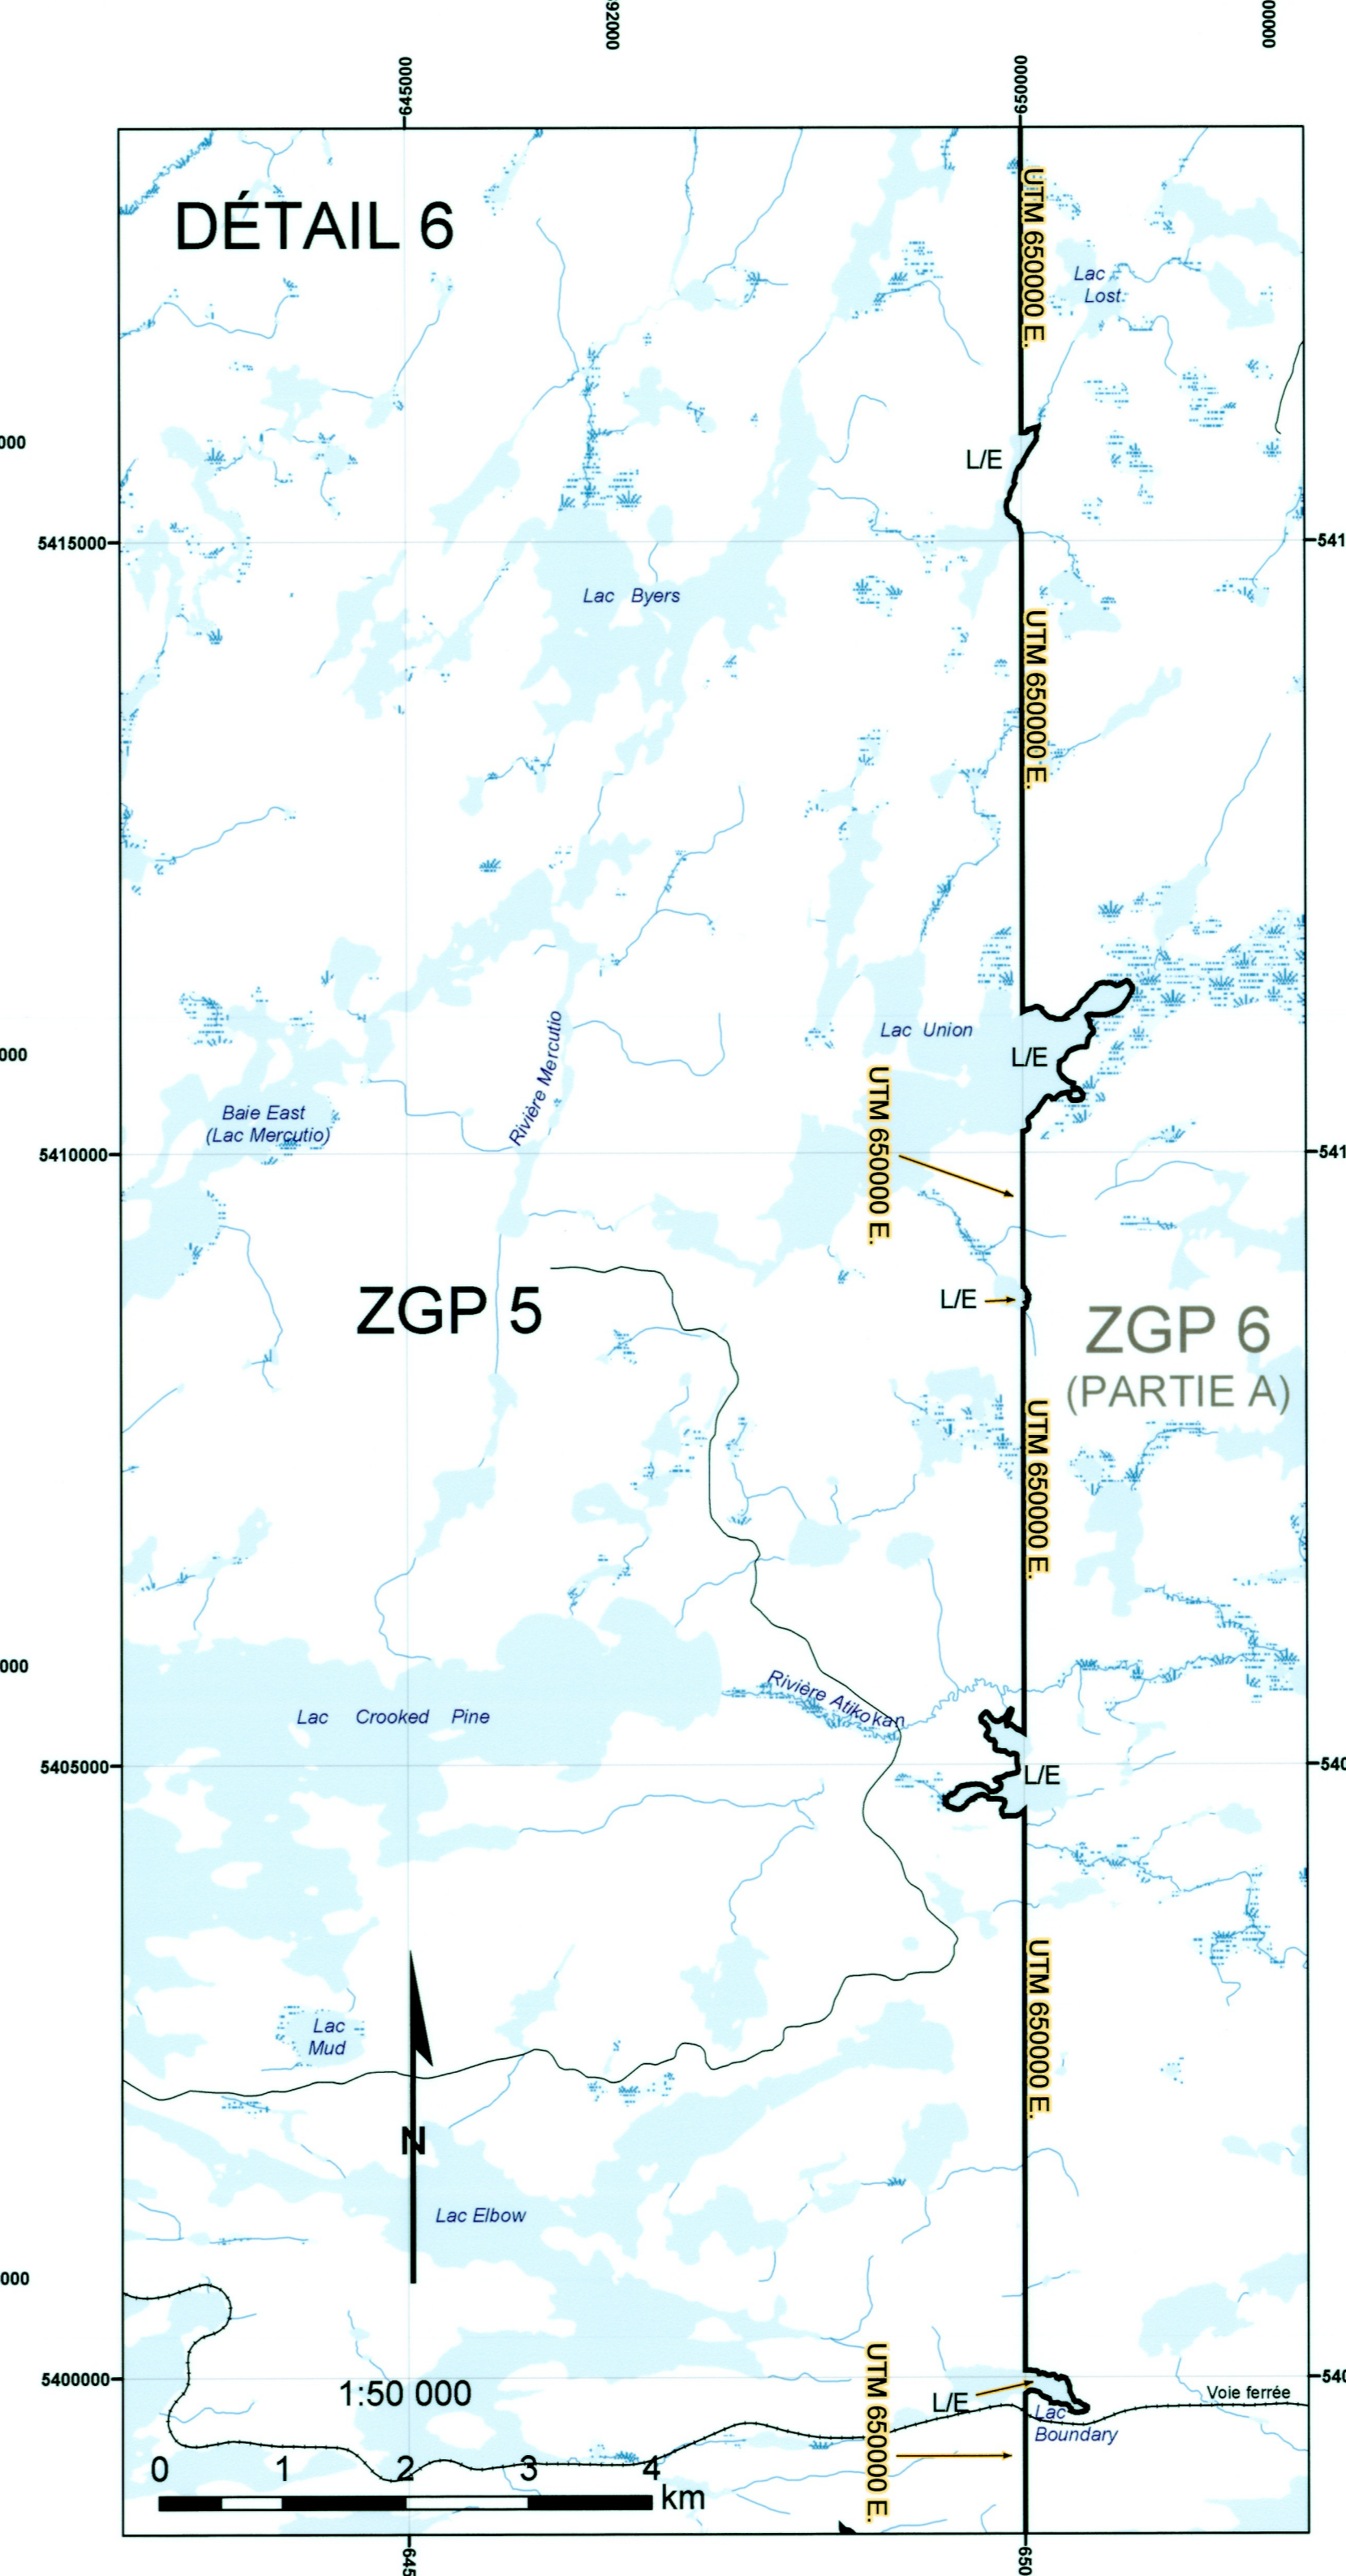 92000
0000
645000
650000
DÉTAIL 6
UTM 650000 E.
Lac
Lost
000
L/E
5415000
541
Lac Byers
UTM 650000 E.
Lac Union
000
L/E
Rivière Mercutio
UTM 650000 E.
Baie East
(Lac Mercutio)
5410000
541
ZGP 5
L/E
ZGP 6
(PARTIE A)
UTM 650000 E.
000
Rivière Atikokan
Lac Crooked Pine
5405000
540
L/E
UTM 650000 E.
Lac
Mud
N
Lac Elbow
000
5400000
540
1:50 000
UTM 650000 E.
L/E
Voie ferrée
Lac
Boundary
0 1 2 3 4
km
645
650